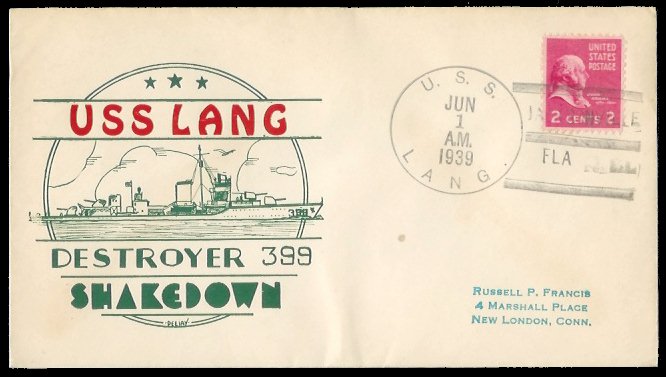 USS LANG
399
DESTROYER 399
SHAKEDOWN
U.S.S.
JUN
1
A.M.
1939
LANG.
UNITED
STATES
POSTAGE
2 CENTS 2
FLA
RUSSELL P. FRANCIS
4 MARSHALL PLACE
NEW LONDON, CONN.